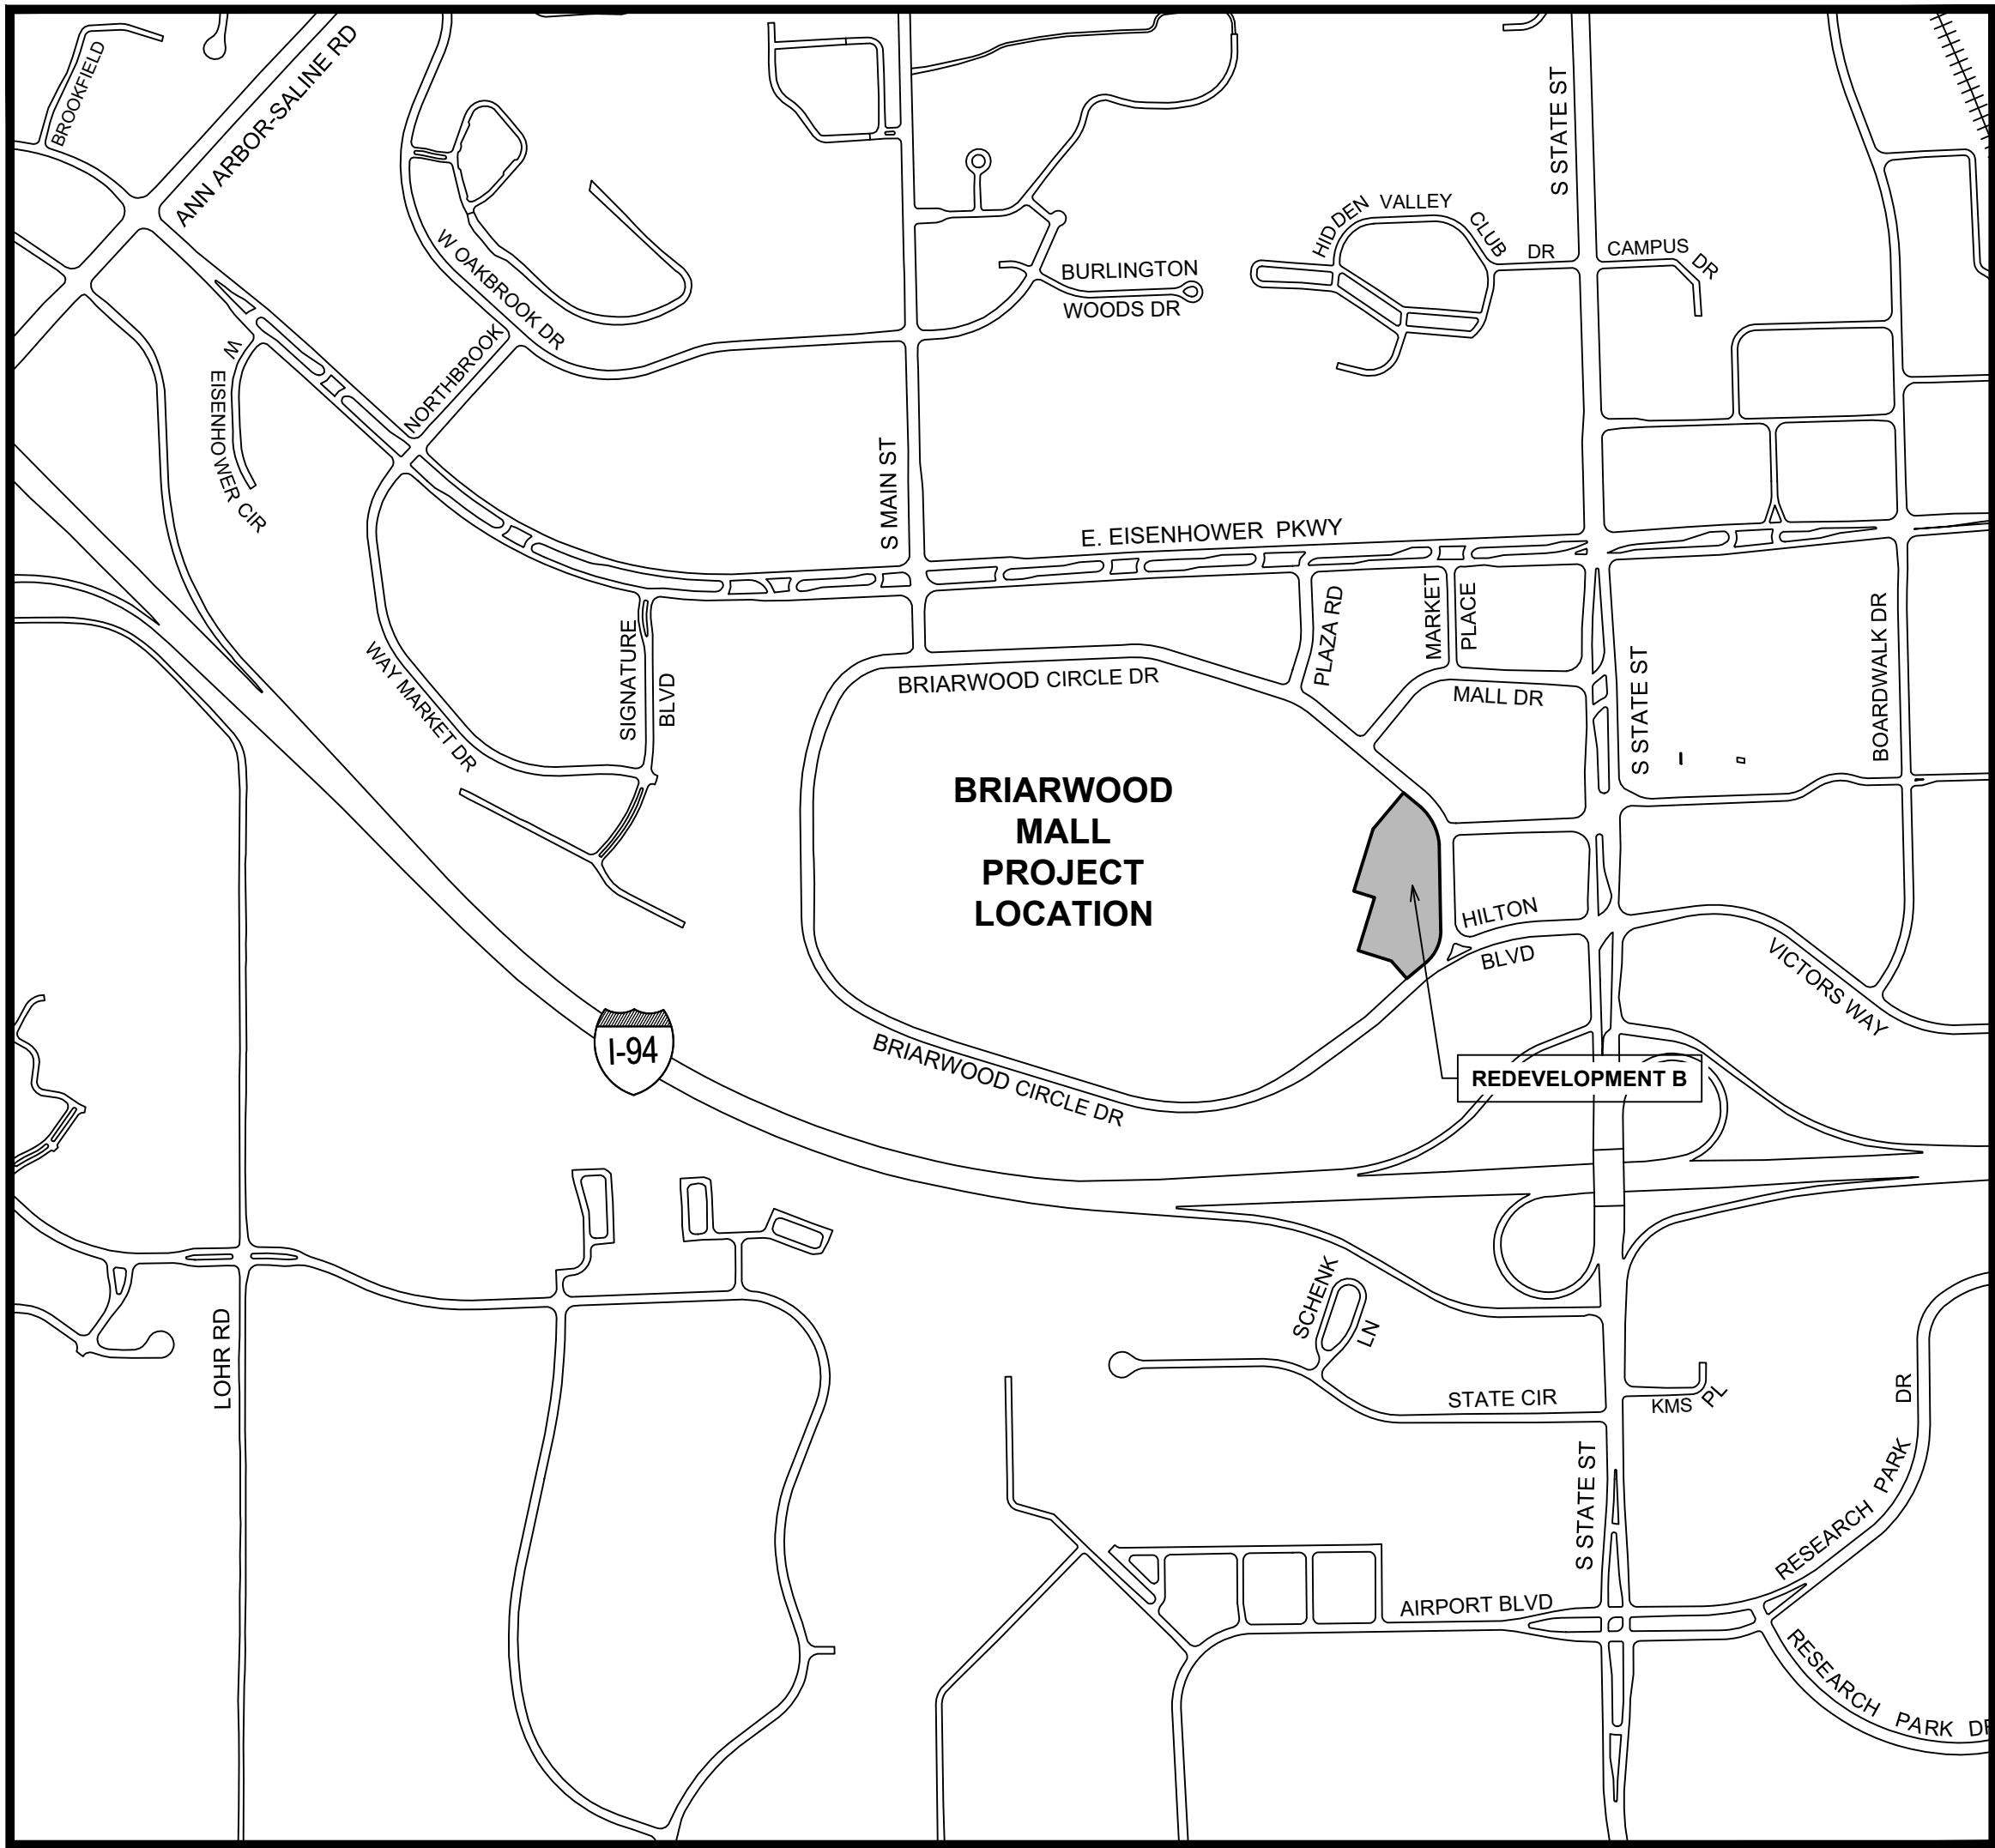 BROOKFIELD
ANN ARBOR-SALINE RD
S STATE ST
W OAKBROOK DR
HIDDEN VALLEY CLUB DR
CAMPUS DR
BURLINGTON
WOODS DR
NORTHBROOK
W EISENHOWER CIR
S MAIN ST
E. EISENHOWER PKWY
PLAZA RD
MARKET
PLACE
SIGNATURE
BLVD
WAY MARKET DR
BRIARWOOD CIRCLE DR
MALL DR
S STATE ST
BOARDWALK DR
BRIARWOOD
MALL
PROJECT
LOCATION
HILTON
BLVD
VICTORS WAY
I-94
BRIARWOOD CIRCLE DR
REDEVELOPMENT B
SCHENK
LN
LOHR RD
STATE CIR
KMS PL
S STATE ST
RESEARCH PARK DR
AIRPORT BLVD
RESEARCH PARK DR